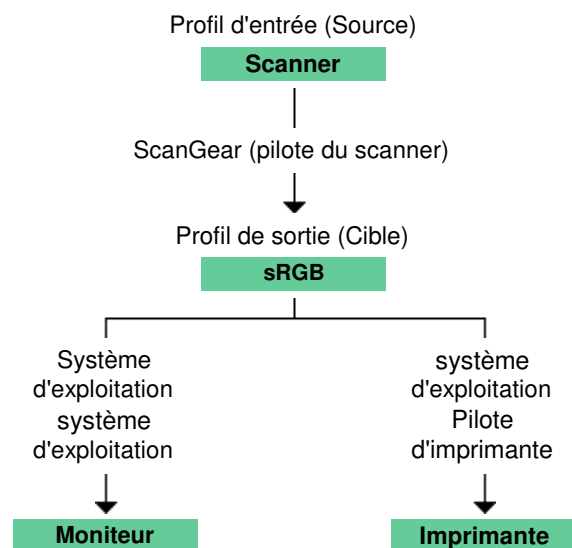 Profil d'entrée (Source)
Scanner
ScanGear (pilote du scanner)
Profil de sortie (Cible)
sRGB
Système
d'exploitation
système
d'exploitation
système
d'exploitation
Pilote
d'imprimante
Moniteur
Imprimante